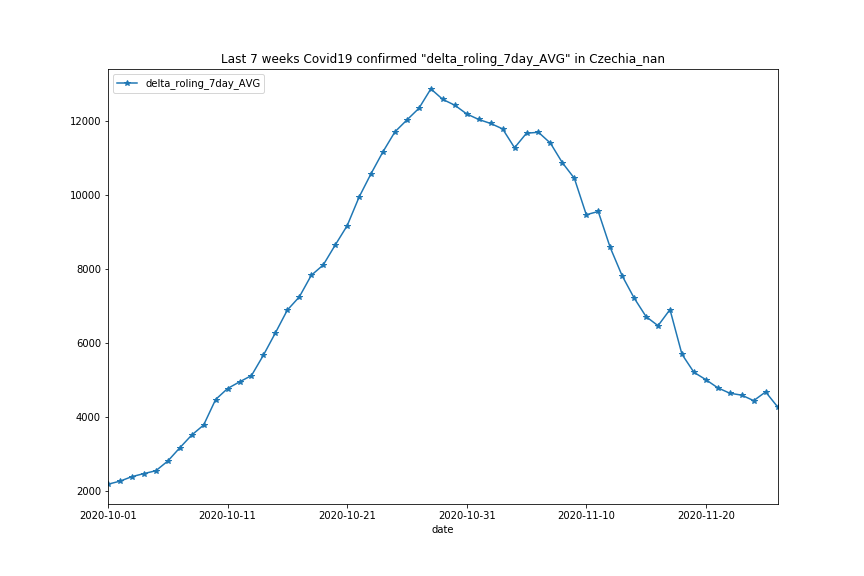 Last 7 weeks Covid19 confirmed "delta_roling_7day_AVG" in Czechia_nan
delta_roling_7day_AVG
12000
10000
8000
6000
4000
2000
2020-10-01 2020-10-11 2020-10-21 2020-10-31 2020-11-10 2020-11-20
date